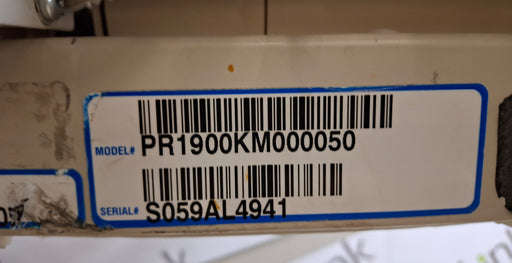 MODEL# PR1900KM000050
SERIAL# S059AL4941